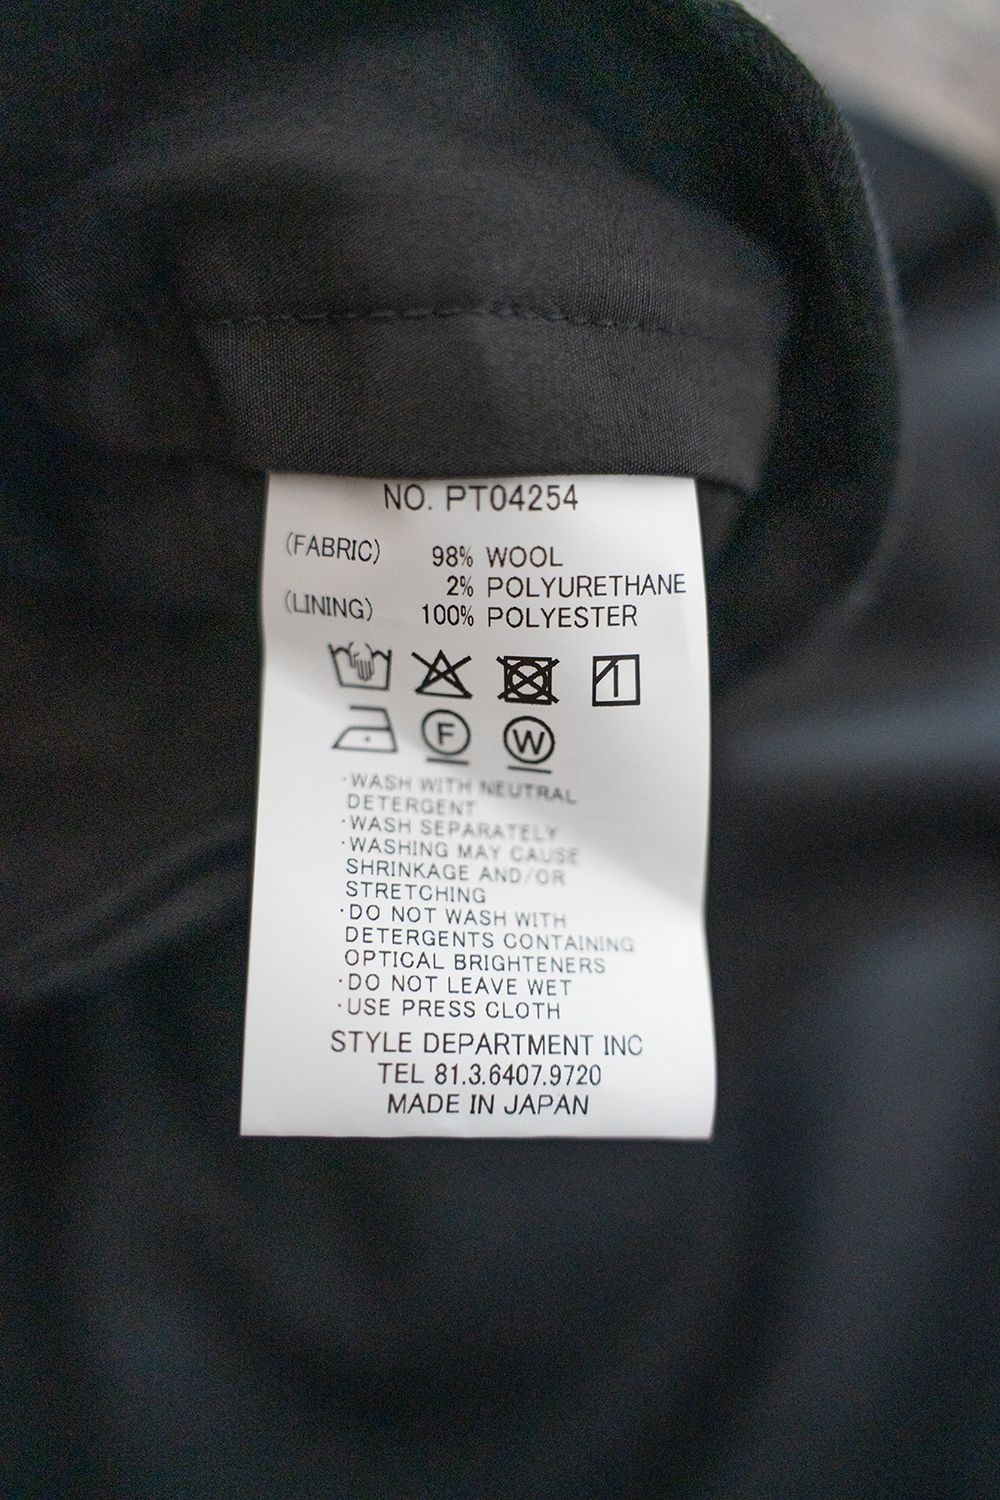 NO. PT04254
(FABRIC) 98% WOOL
2% POLYURETHANE
(LINING) 100% POLYESTER
F W
·WASH WITH NEUTRAL
DETERGENT
·WASH SEPARATELY
·WASHING MAY CAUSE
SHRINKAGE AND/OR
STRETCHING
·DO NOT WASH WITH
DETERGENTS CONTAINING
OPTICAL BRIGHTENERS
·DO NOT LEAVE WET
·USE PRESS CLOTH
STYLE DEPARTMENT INC
TEL 81.3.6407.9720
MADE IN JAPAN